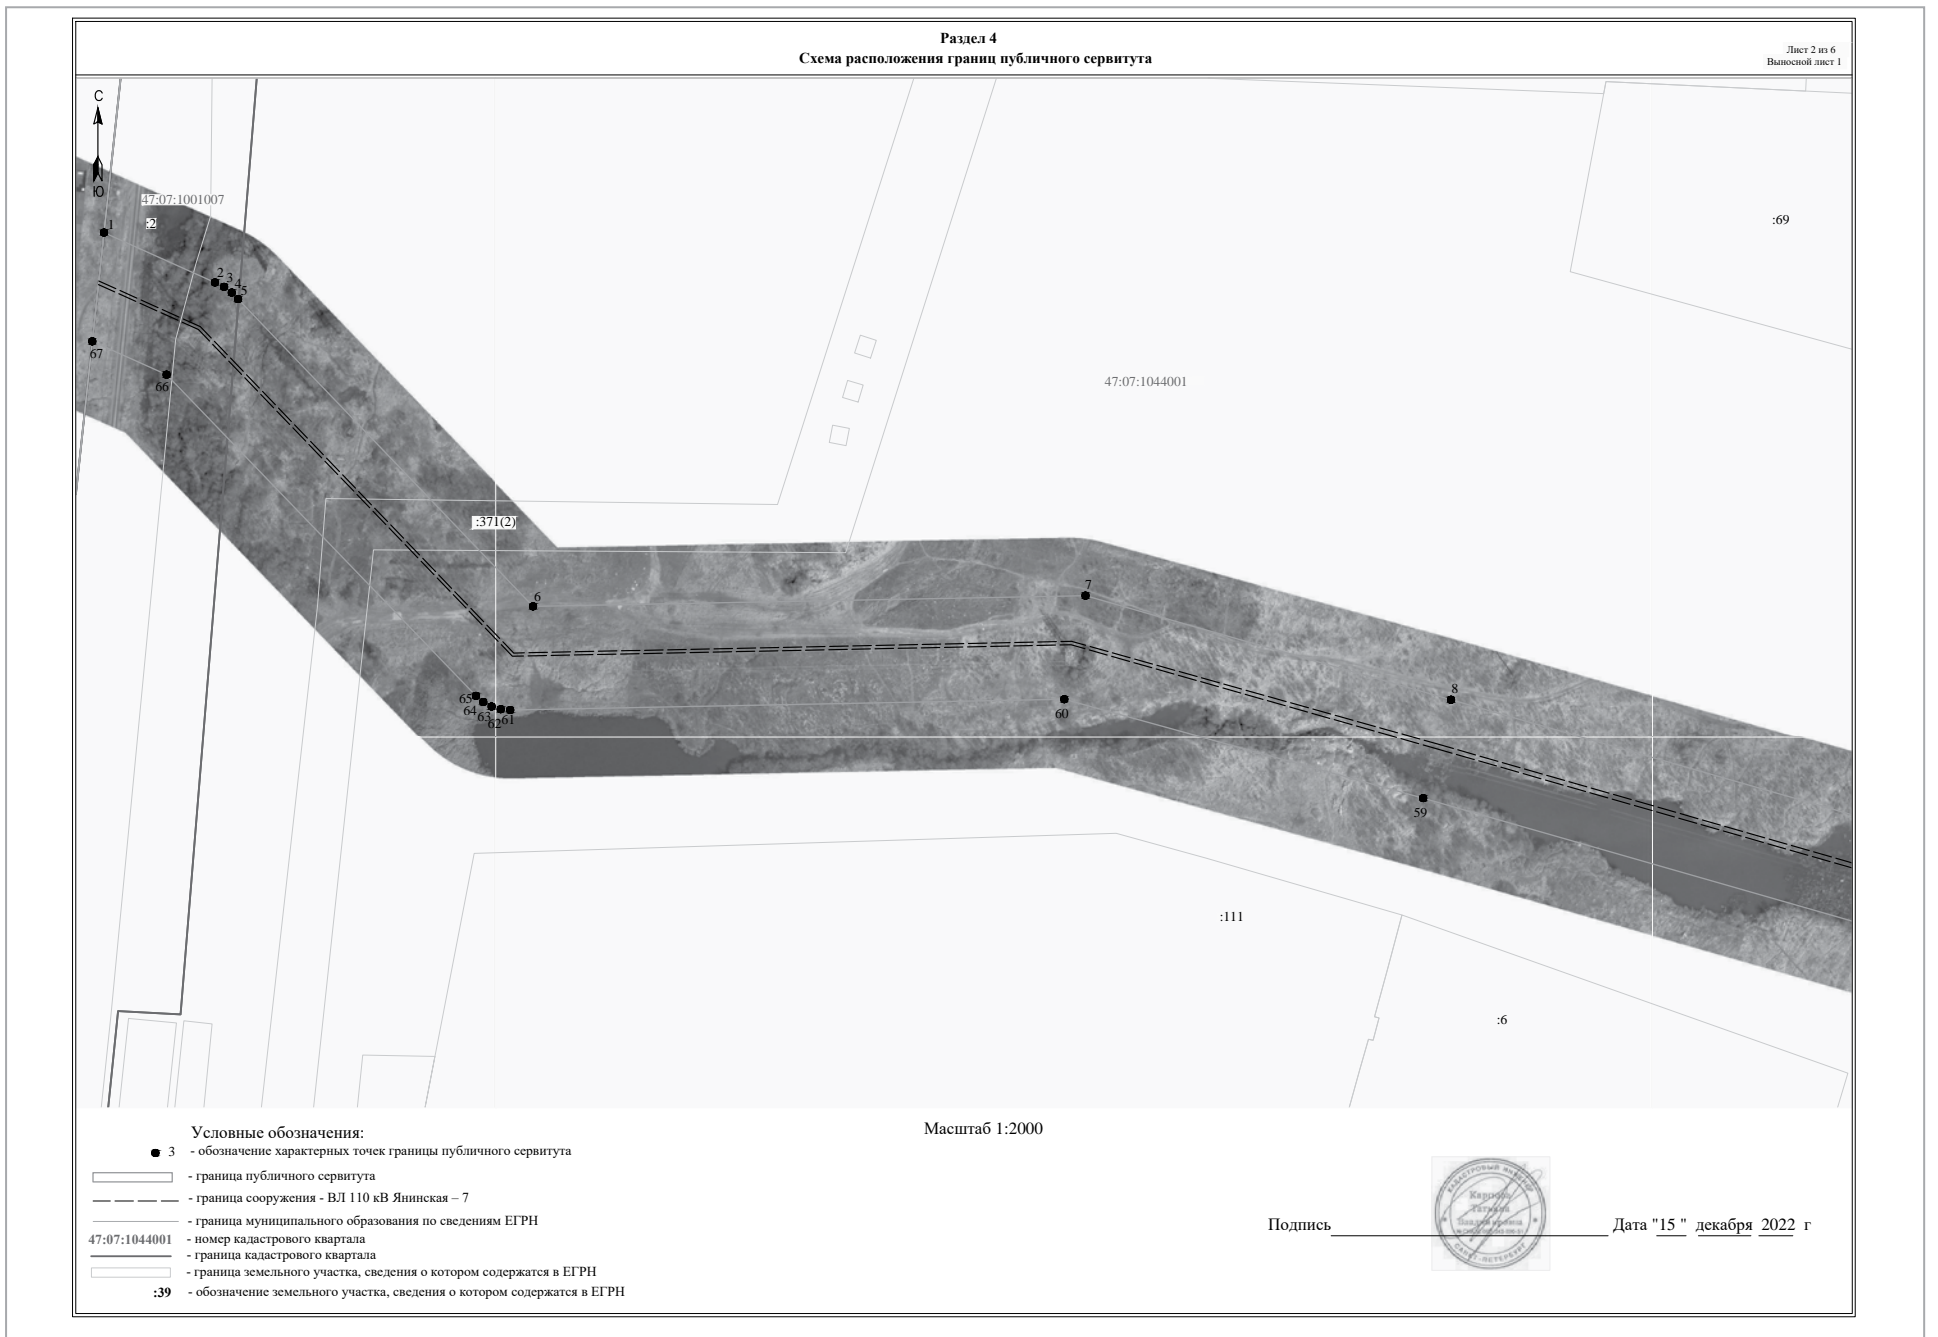 Раздел 4
Схема расположения границ публичного сервитута
Лист 2 из 6
Выносной лист 1
С
Ю
47:07:1001007
:2
1
2
3
4
5
67
66
:69
47:07:1044001
:371(2)
6
7
8
65
64
63
62
61
60
59
:111
:6
Масштаб 1:2000
Условные обозначения:
3 - обозначение характерных точек границы публичного сервитута
- граница публичного сервитута
- граница сооружения - ВЛ 110 кВ Янинская – 7
- граница муниципального образования по сведениям ЕГРН
47:07:1044001 - номер кадастрового квартала
- граница кадастрового квартала
- граница земельного участка, сведения о котором содержатся в ЕГРН
:39 - обозначение земельного участка, сведения о котором содержатся в ЕГРН
Подпись
КАДАСТРОВЫЙ ИНЖЕНЕР
Татьяна
САНКТ-ПЕТЕРБУРГ
Дата "15 " декабря 2022 г